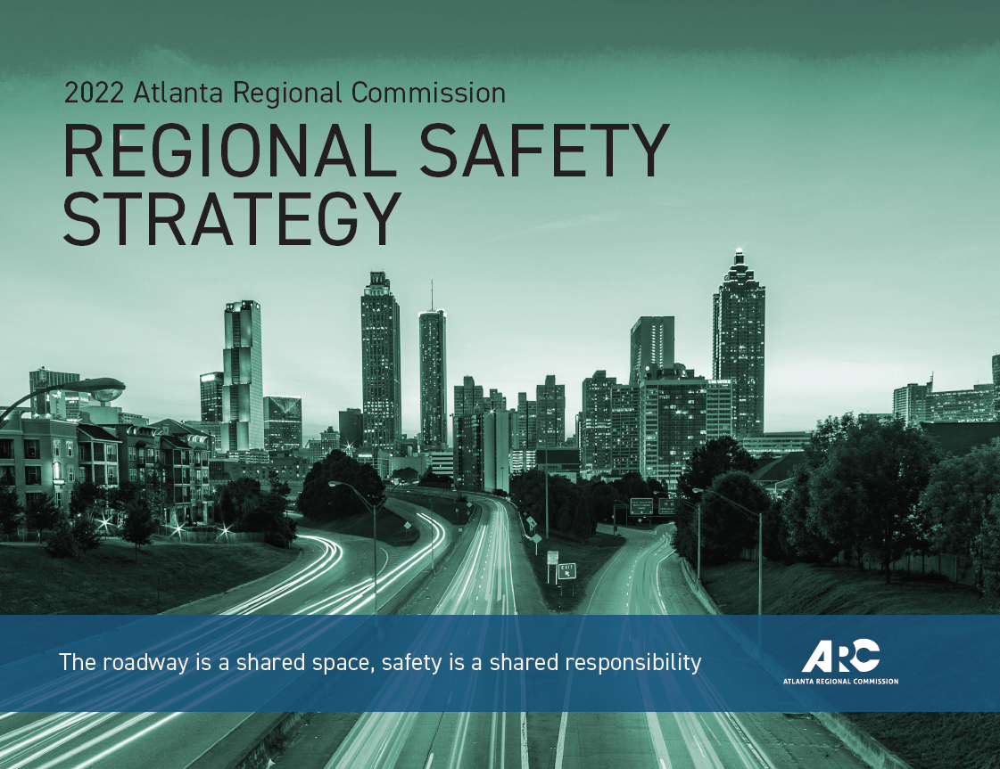 2022 Atlanta Regional Commission
REGIONAL SAFETY
STRATEGY
EXIT
The roadway is a shared space, safety is a shared responsibility
ARC
ATLANTA REGIONAL COMMISSION